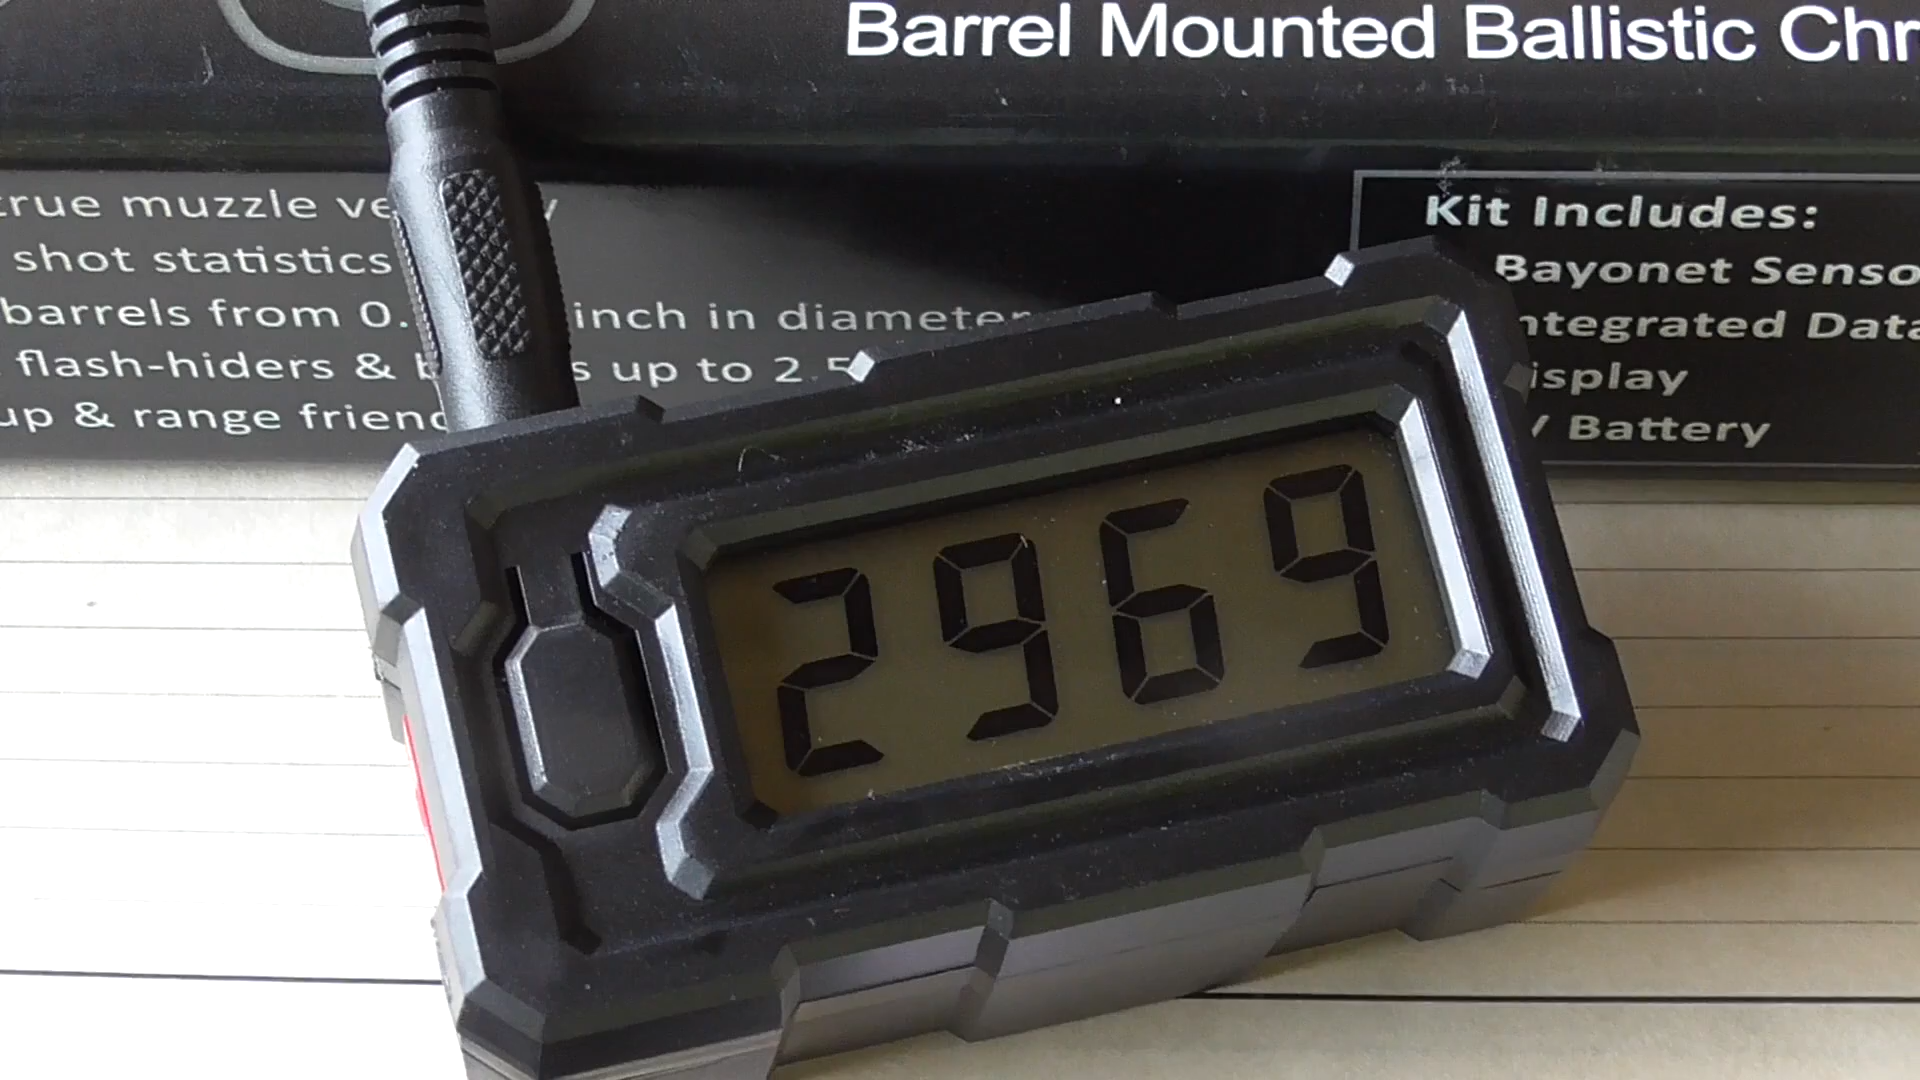 Barrel Mounted Ballistic Chr
true muzzle ve y
shot statistics
barrels from 0. inch in diameter
flash-hiders & b s up to 2.5
up & range friend
Kit Includes:
Bayonet Senso
ntegrated Data
isplay
V Battery
2969